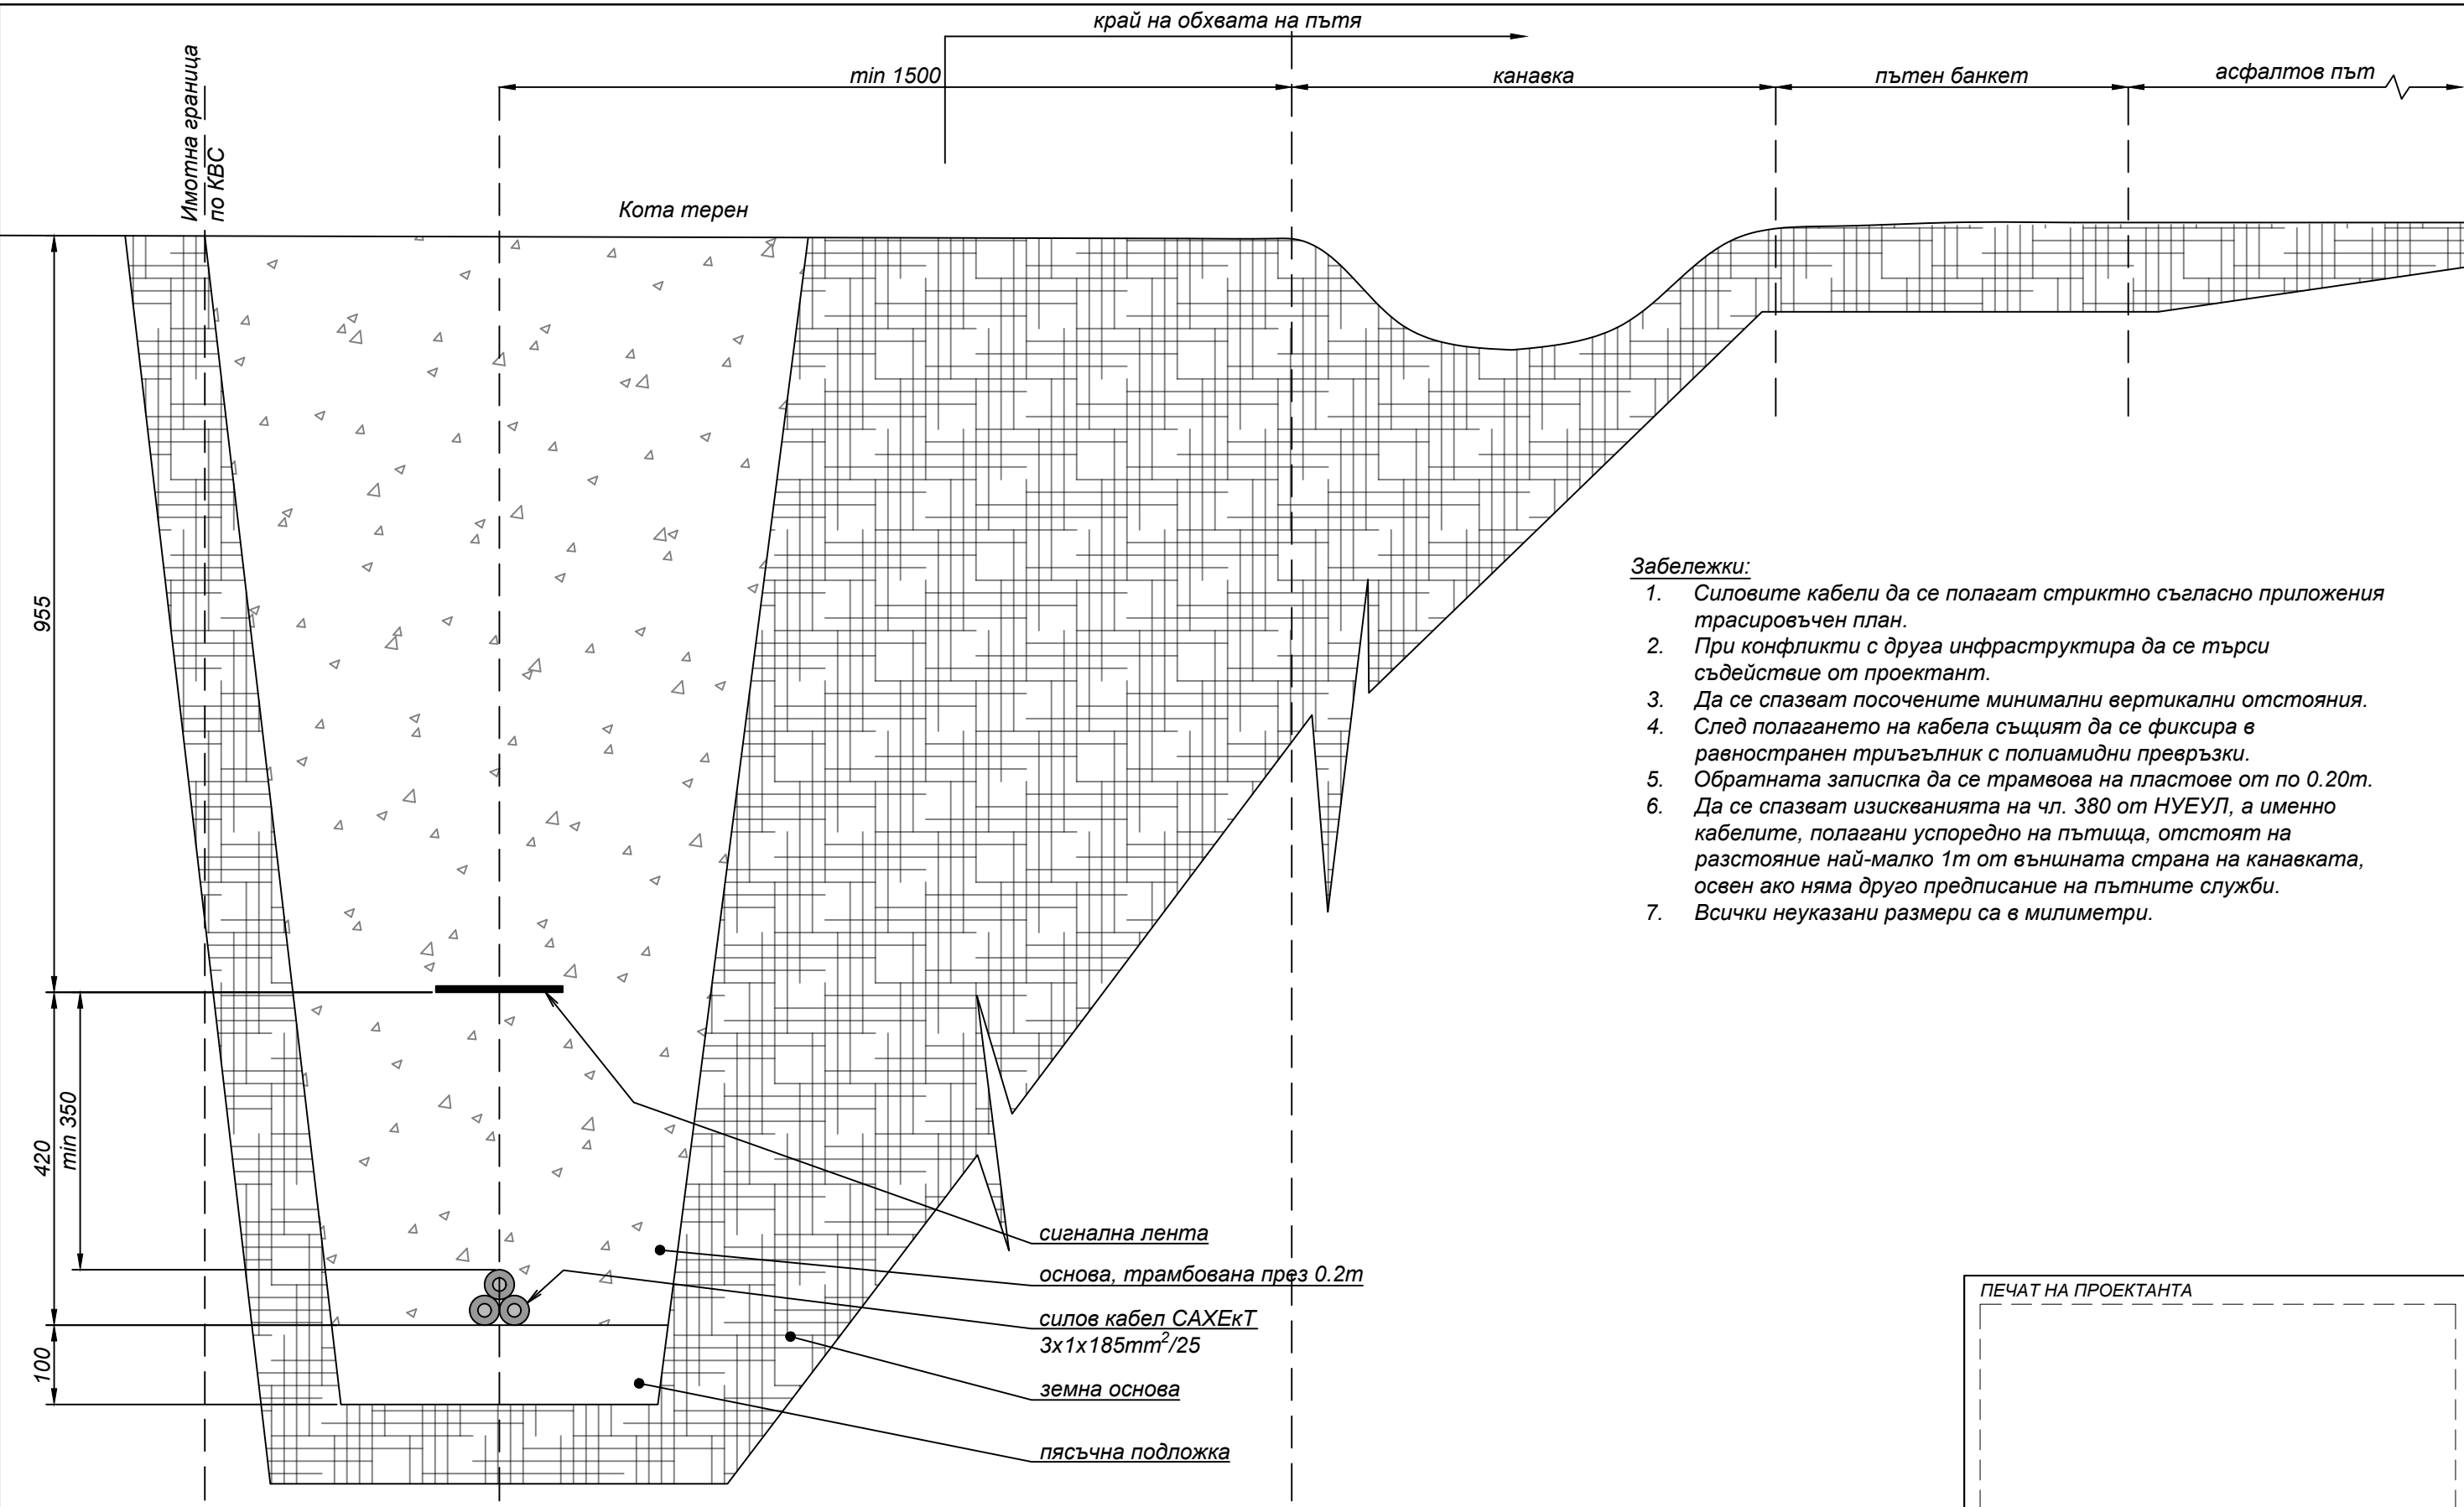 край на обхвата на пътя
min 1500
канавка
пътен банкет
асфалтов път
Имотна граница
по КВС
Кота терен
955
420
min 350
100
Забележки:
1. Силовите кабели да се полагат стриктно съгласно приложения
трасировъчен план.
2. При конфликти с друга инфраструктира да се търси
съдействие от проектант.
3. Да се спазват посочените минимални вертикални отстояния.
4. След полагането на кабела същият да се фиксира в
равностранен триъгълник с полиамидни превръзки.
5. Обратната записпка да се трамвова на пластове от по 0.20m.
6. Да се спазват изискванията на чл. 380 от НУЕУЛ, а именно
кабелите, полагани успоредно на пътища, отстоят на
разстояние най-малко 1m от външната страна на канавката,
освен ако няма друго предписание на пътните служби.
7. Всички неуказани размери са в милиметри.
сигнална лента
основа, трамбована през 0.2m
силов кабел САХЕкТ
3x1x185mm²/25
земна основа
пясъчна подложка
ПЕЧАТ НА ПРОЕКТАНТА